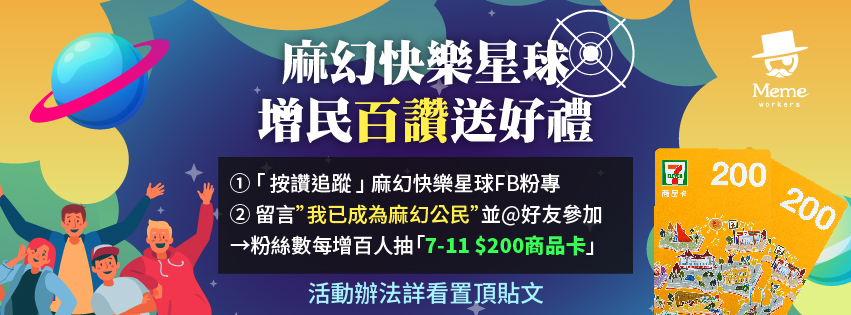 麻幻快樂星球
增民百讚送好禮
Meme
workers
①「按讚追蹤」麻幻快樂星球FB粉專
② 留言”我已成為麻幻公民”並@好友參加
→粉絲數每增百人抽「7-11 $200商品卡」
活動辦法詳看置頂貼文
7
ELEVEN
商品卡
200
200